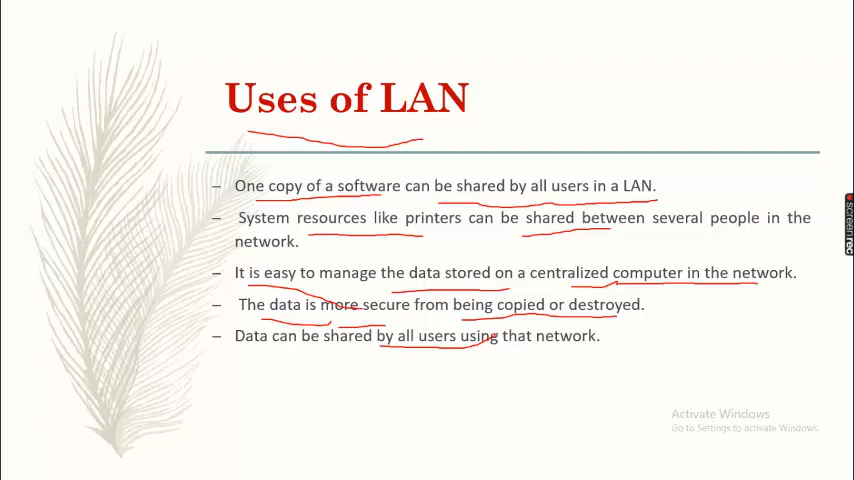 Uses of LAN
– One copy of a software can be shared by all users in a LAN.
– System resources like printers can be shared between several people in the
network.
– It is easy to manage the data stored on a centralized computer in the network.
– The data is more secure from being copied or destroyed.
– Data can be shared by all users using that network.
Activate Windows
Go to Settings to activate Windows.
screenrec